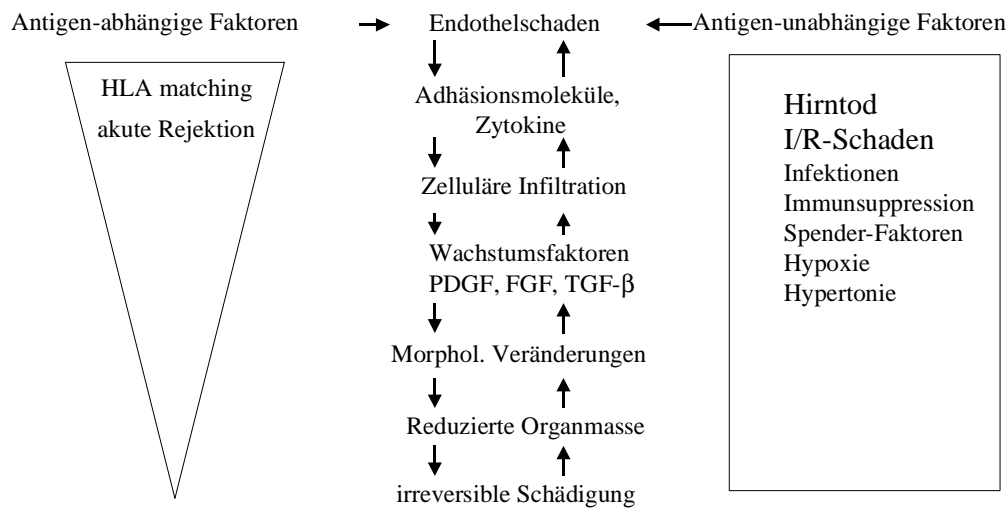 Antigen-abhängige Faktoren
Endothelschaden
Antigen-unabhängige Faktoren
HLA matching
akute Rejektion
Adhäsionsmoleküle,
Zytokine
Zelluläre Infiltration
Wachstumsfaktoren
PDGF, FGF, TGF-β
Morphol. Veränderungen
Reduzierte Organmasse
irreversible Schädigung
Hirntod
I/R-Schaden
Infektionen
Immunsuppression
Spender-Faktoren
Hypoxie
Hypertonie